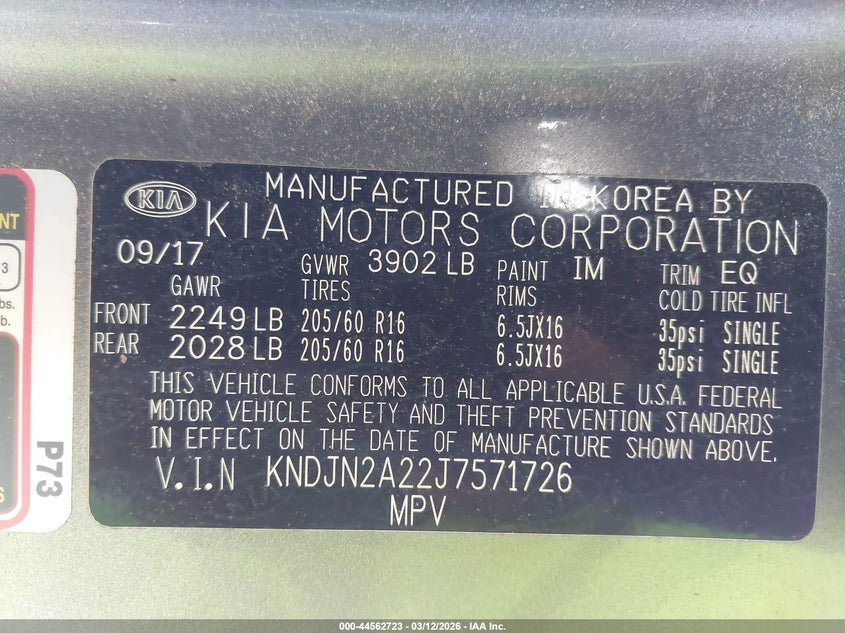 MANUFACTURED IN KOREA BY
KIA KIA MOTORS CORPORATION
09/17 GVWR 3902 LB PAINT IM TRIM EQ
GAWR TIRES RIMS COLD TIRE INFL
FRONT 2249 LB 205/60 R16 6.5JX16 35psi SINGLE
REAR 2028 LB 205/60 R16 6.5JX16 35psi SINGLE
THIS VEHICLE CONFORMS TO ALL APPLICABLE U.S.A. FEDERAL
MOTOR VEHICLE SAFETY AND THEFT PREVENTION STANDARDS
IN EFFECT ON THE DATE OF MANUFACTURE SHOWN ABOVE.
V.I.N KNDJN2A22J7571726
MPV
3
bs.
b.
P73
000-44562723 - 03/12/2026 - IAA Inc.